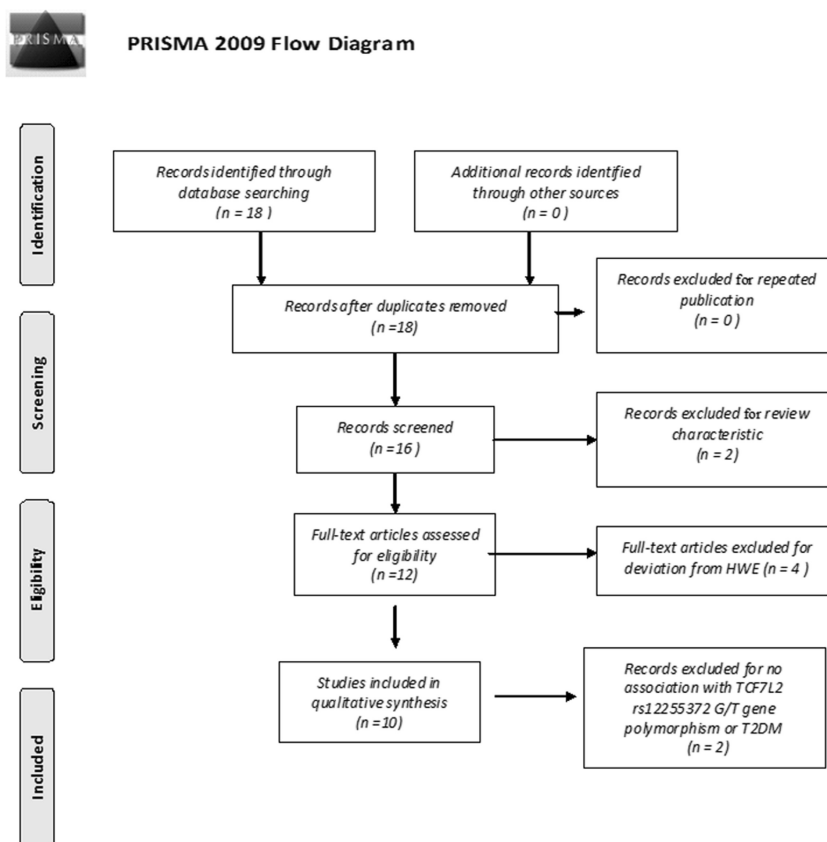 PRISMA
PRISMA 2009 Flow Diagram
Identification
Records identified through
database searching
(n = 18 )
Additional records identified
through other sources
(n = 0 )
Records after duplicates removed
(n =18)
Records excluded for repeated
publication
(n = 0 )
Screening
Records screened
(n =16 )
Records excluded for review
characteristic
(n = 2 )
Eligibility
Full-text articles assessed
for eligibility
(n =12)
Full-text articles excluded for
deviation from HWE (n = 4 )
Included
Studies included in
qualitative synthesis
(n =10)
Records excluded for no
association with TCF7L2
rs12255372 G/T gene
polymorphism or T2DM
(n = 2 )